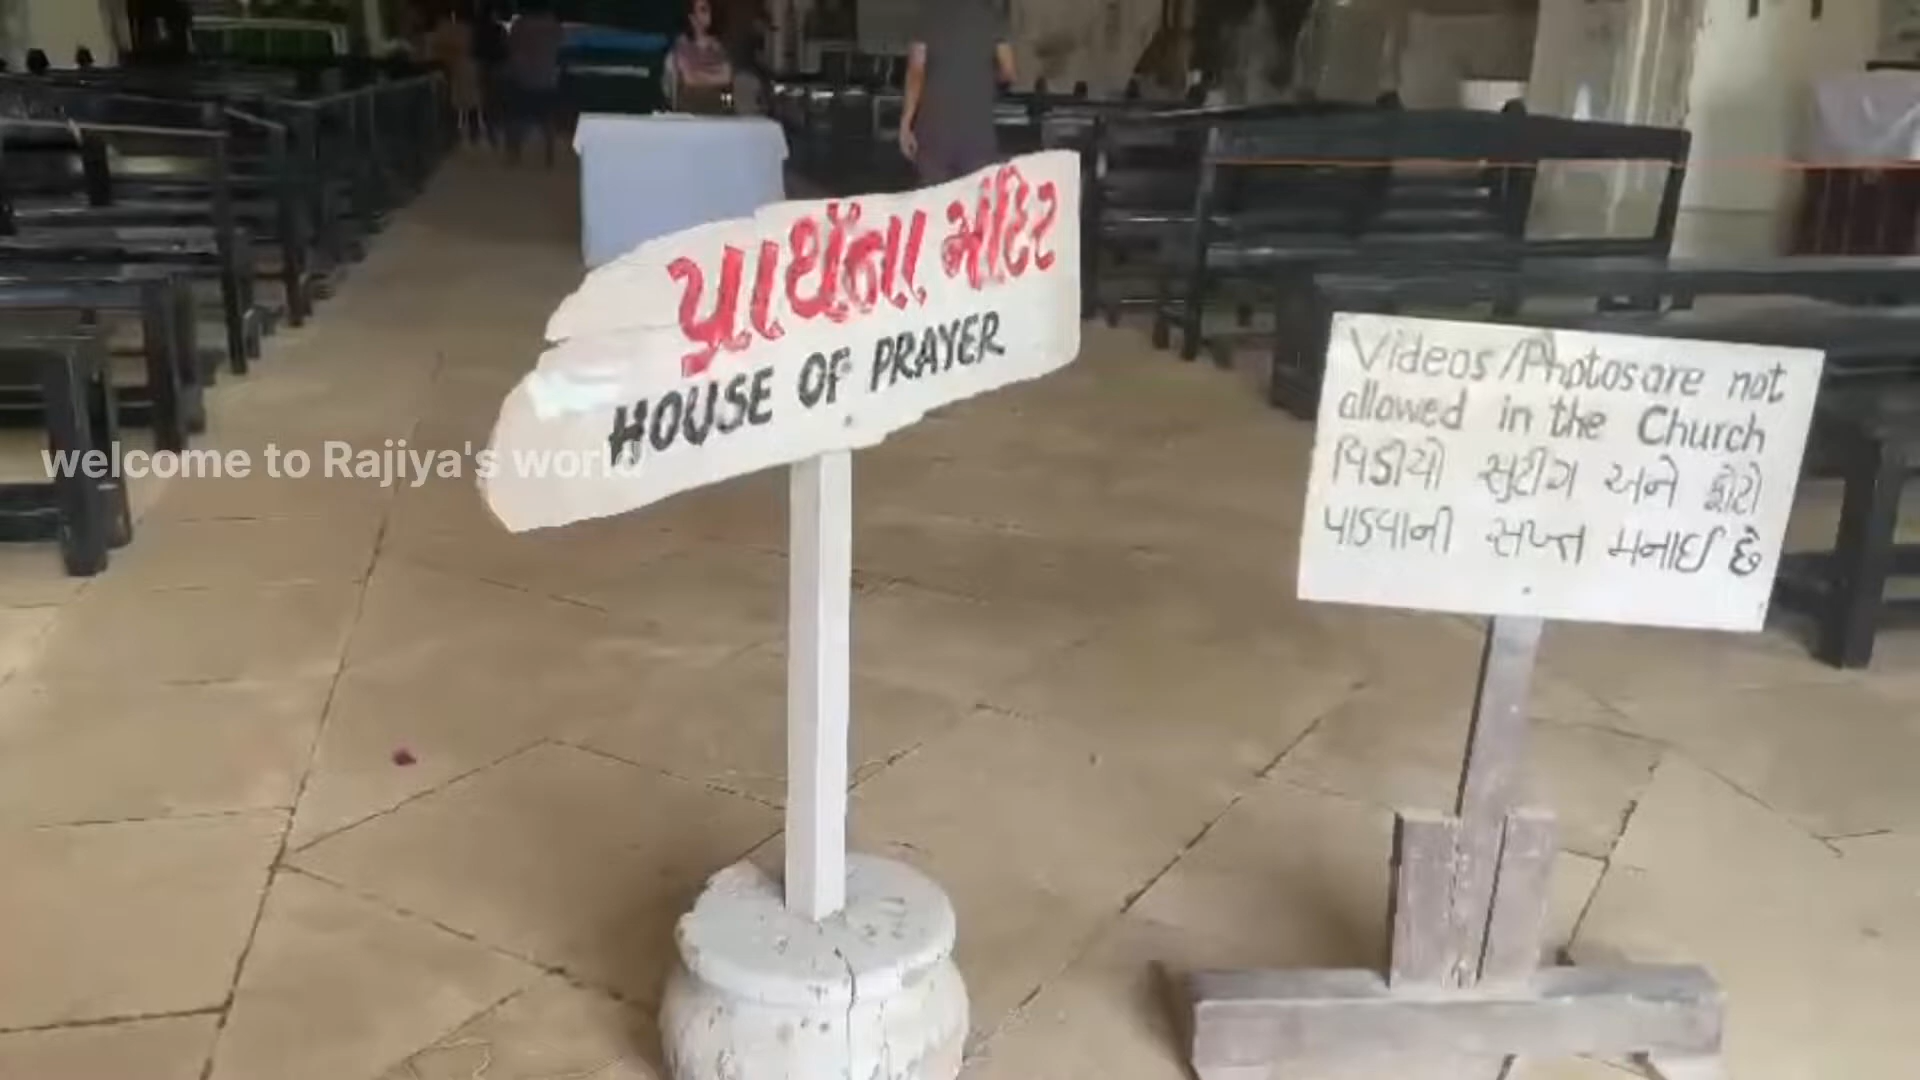 પ્રાર્થના મંદિર
HOUSE OF PRAYER
welcome to Rajiya's world
Videos/Photos are not
allowed in the Church
વિડીયો સુટીંગ અને ફોટો
પાડવાની સખ્ત મનાઈ છે